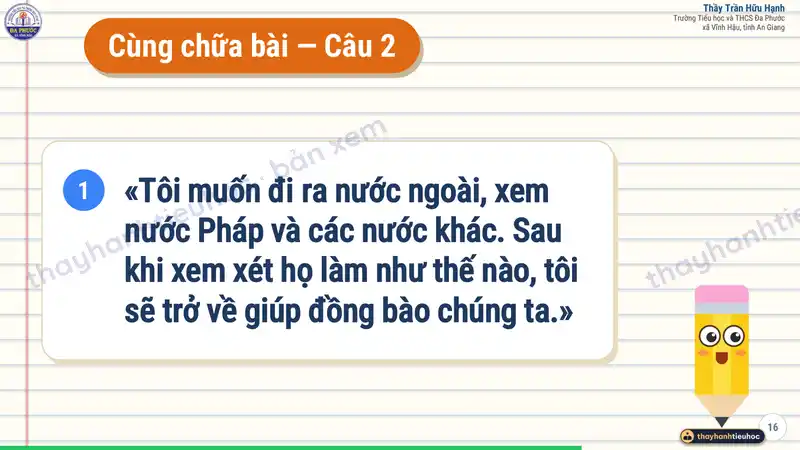 Thầy Trần Hữu Hạnh
Trường Tiểu học và THCS Đa Phước
xã Vĩnh Hậu, tỉnh An Giang
ĐA PHƯỚC
Cùng chữa bài – Câu 2
1
«Tôi muốn đi ra nước ngoài, xem
nước Pháp và các nước khác. Sau
khi xem xét họ làm như thế nào, tôi
sẽ trở về giúp đồng bào chúng ta.»
thayhanhtieuhoc · bản xem
thayhanhtieuhoc
thayhanhtieuhoc
16